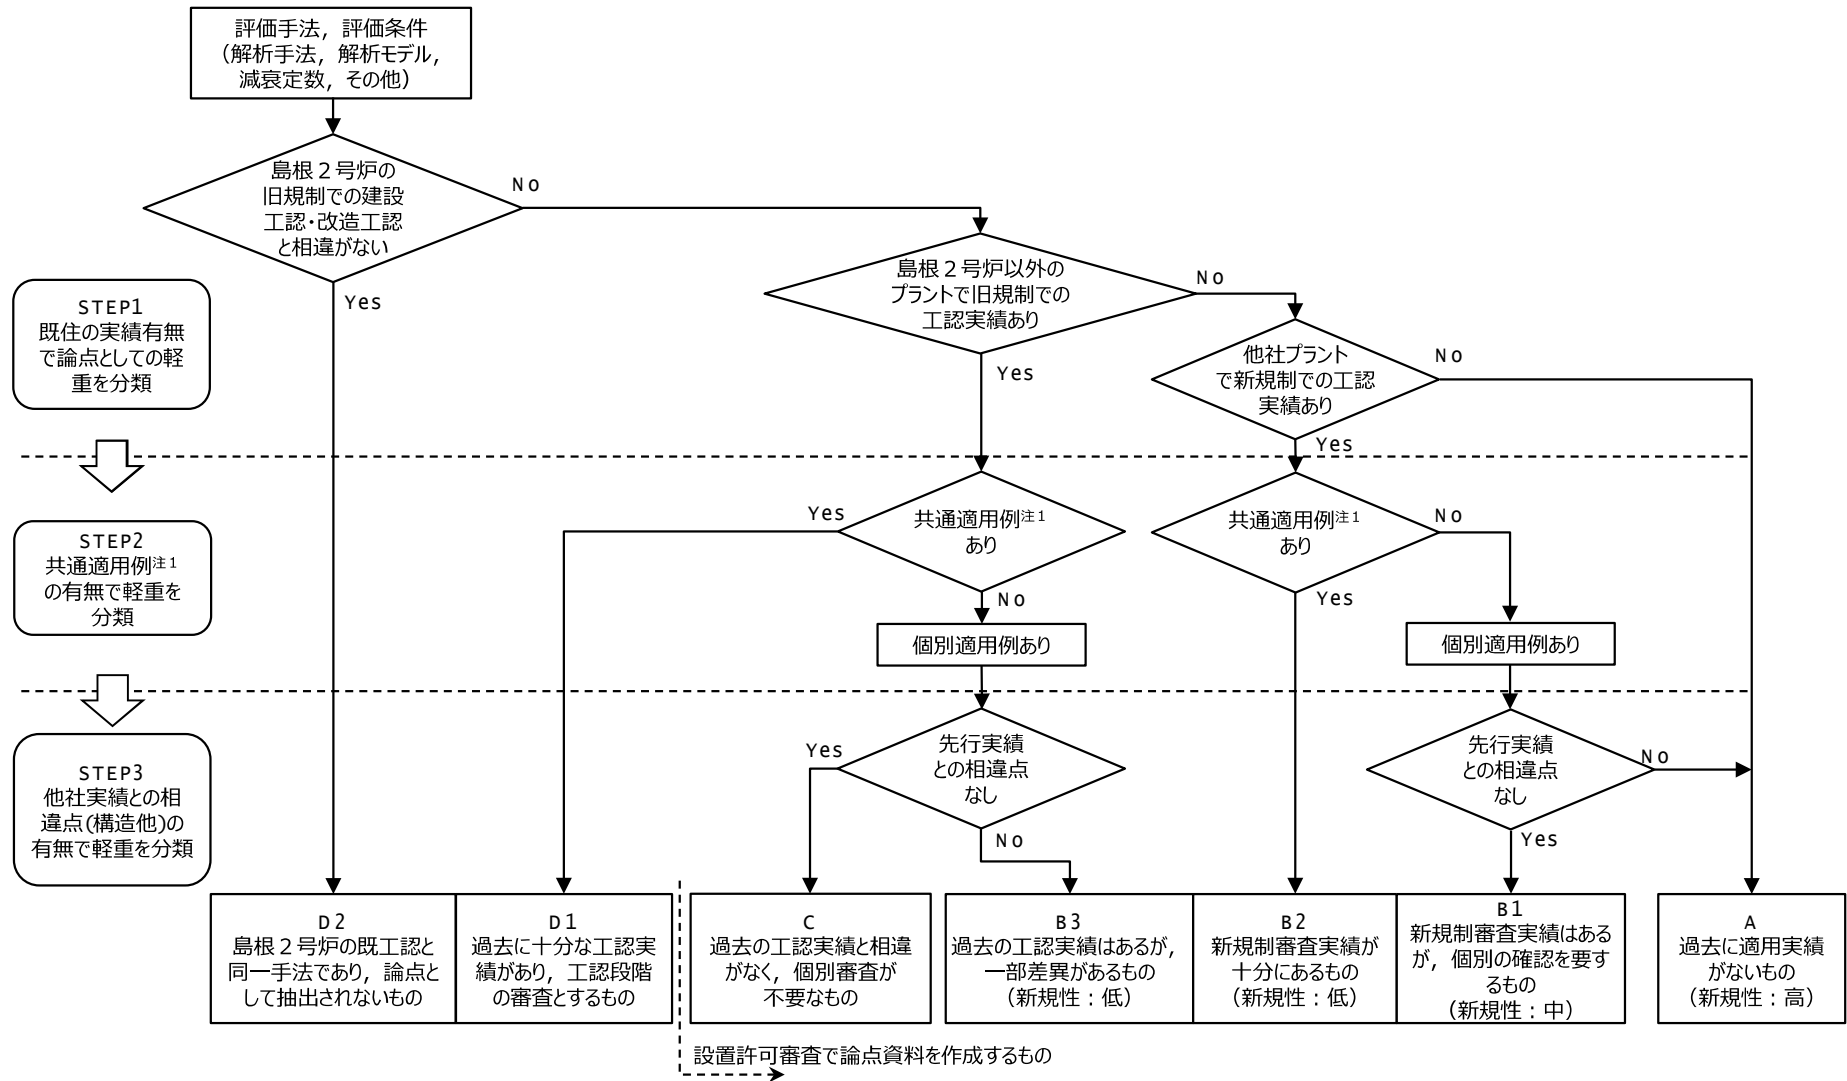 評価手法，評価条件
（解析手法，解析モデル，
減衰定数，その他）
島根２号炉の
旧規制での建設
工認・改造工認
と相違がない
No
Yes
島根２号炉以外の
プラントで旧規制での
工認実績あり
No
Yes
他社プラント
で新規制での工認
実績あり
No
Yes
STEP1
既住の実績有無
で論点としての軽
重を分類
STEP2
共通適用例注１
の有無で軽重を
分類
共通適用例注１
あり
Yes
No
個別適用例あり
共通適用例注１
あり
No
Yes
個別適用例あり
STEP3
他社実績との相
違点(構造他)の
有無で軽重を分類
先行実績
との相違点
なし
Yes
No
先行実績
との相違点
なし
No
Yes
D2
島根２号炉の既工認と
同一手法であり，論点と
して抽出されないもの
D1
過去に十分な工認実
績があり，工認段階
の審査とするもの
C
過去の工認実績と相違
がなく，個別審査が
不要なもの
B3
過去の工認実績はあるが，
一部差異があるもの
（新規性：低）
B2
新規制審査実績が
十分にあるもの
（新規性：低）
B1
新規制審査実績はある
が，個別の確認を要す
るもの
（新規性：中）
A
過去に適用実績
がないもの
（新規性：高）
設置許可審査で論点資料を作成するもの